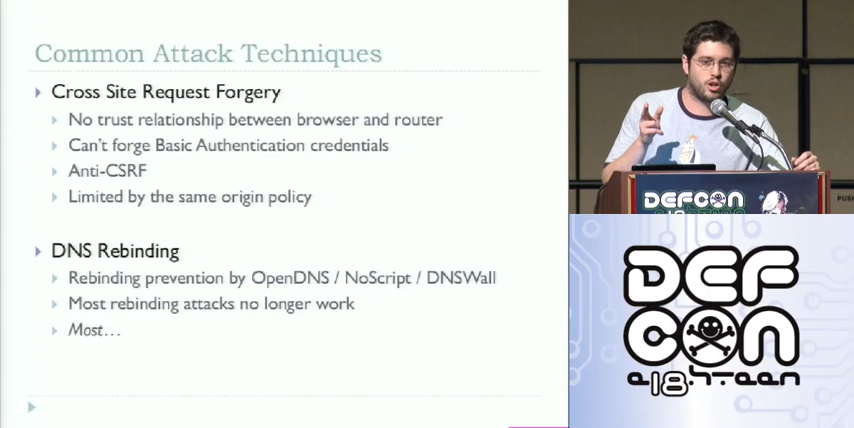 Common Attack Techniques
Cross Site Request Forgery
No trust relationship between browser and router
Can't forge Basic Authentication credentials
Anti-CSRF
Limited by the same origin policy
DNS Rebinding
Rebinding prevention by OpenDNS / NoScript / DNSWall
Most rebinding attacks no longer work
Most...
DEFCON
PUSH
DEF
CON
e18hteen